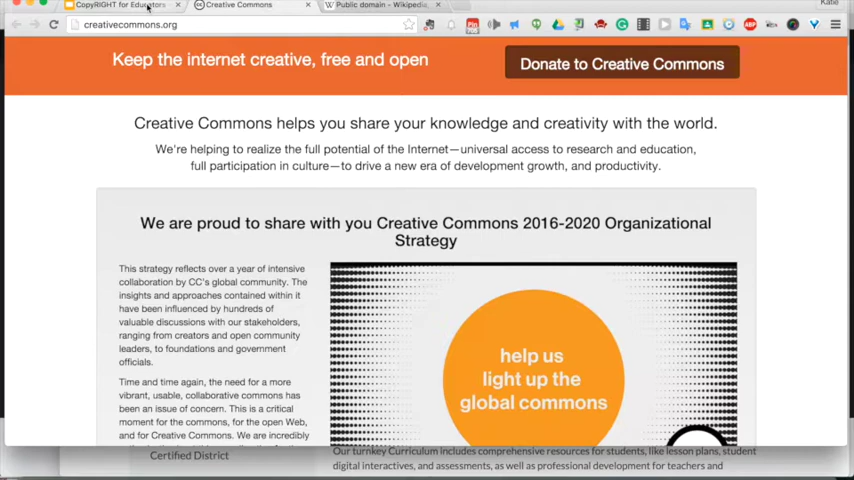 CopyRIGHT for Educators
Creative Commons
Public domain - Wikipedia,
Katie
creativecommons.org
Keep the internet creative, free and open
Donate to Creative Commons
Creative Commons helps you share your knowledge and creativity with the world.
We're helping to realize the full potential of the Internet—universal access to research and education,
full participation in culture—to drive a new era of development growth, and productivity.
We are proud to share with you Creative Commons 2016-2020 Organizational
Strategy
This strategy reflects over a year of intensive
collaboration by CC's global community. The
insights and approaches contained within it
have been influenced by hundreds of
valuable discussions with our stakeholders,
ranging from creators and open community
leaders, to foundations and government
officials.
Time and time again, the need for a more
vibrant, usable, collaborative commons has
been an issue of concern. This is a critical
moment for the commons, for the open Web,
and for Creative Commons. We are incredibly
help us
light up the
global commons
Certified District
Our turnkey Curriculum includes comprehensive resources for students, like lesson plans, student
digital interactives, and assessments, as well as professional development for teachers and